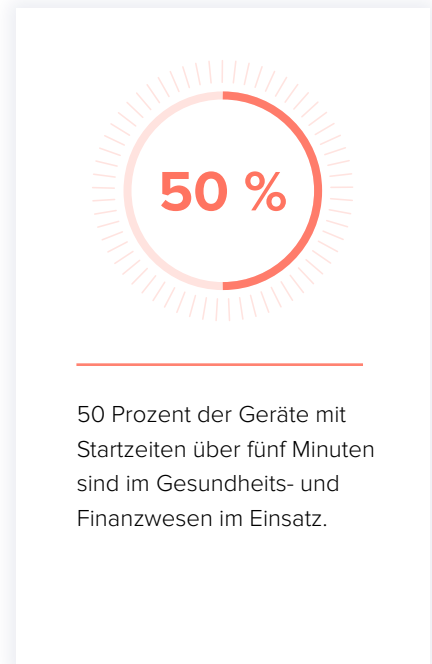 50 %
50 Prozent der Geräte mit
Startzeiten über fünf Minuten
sind im Gesundheits- und
Finanzwesen im Einsatz.